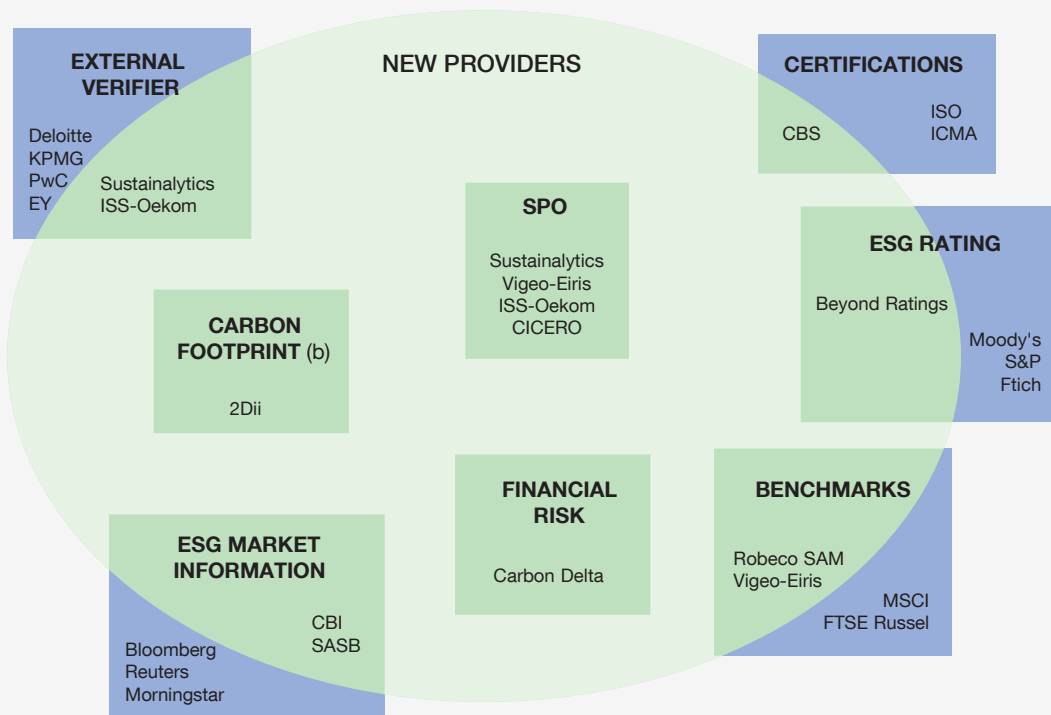 NEW PROVIDERS
EXTERNAL
VERIFIER
Deloitte
KPMG
PwC
EY
Sustainalytics
ISS-Oekom
CERTIFICATIONS
CBS
ISO
ICMA
SPO
Sustainalytics
Vigeo-Eiris
ISS-Oekom
CICERO
ESG RATING
Beyond Ratings
Moody's
S&P
Ftich
CARBON
FOOTPRINT (b)
2Dii
FINANCIAL
RISK
Carbon Delta
BENCHMARKS
Robeco SAM
Vigeo-Eiris
MSCI
FTSE Russel
ESG MARKET
INFORMATION
CBI
SASB
Bloomberg
Reuters
Morningstar